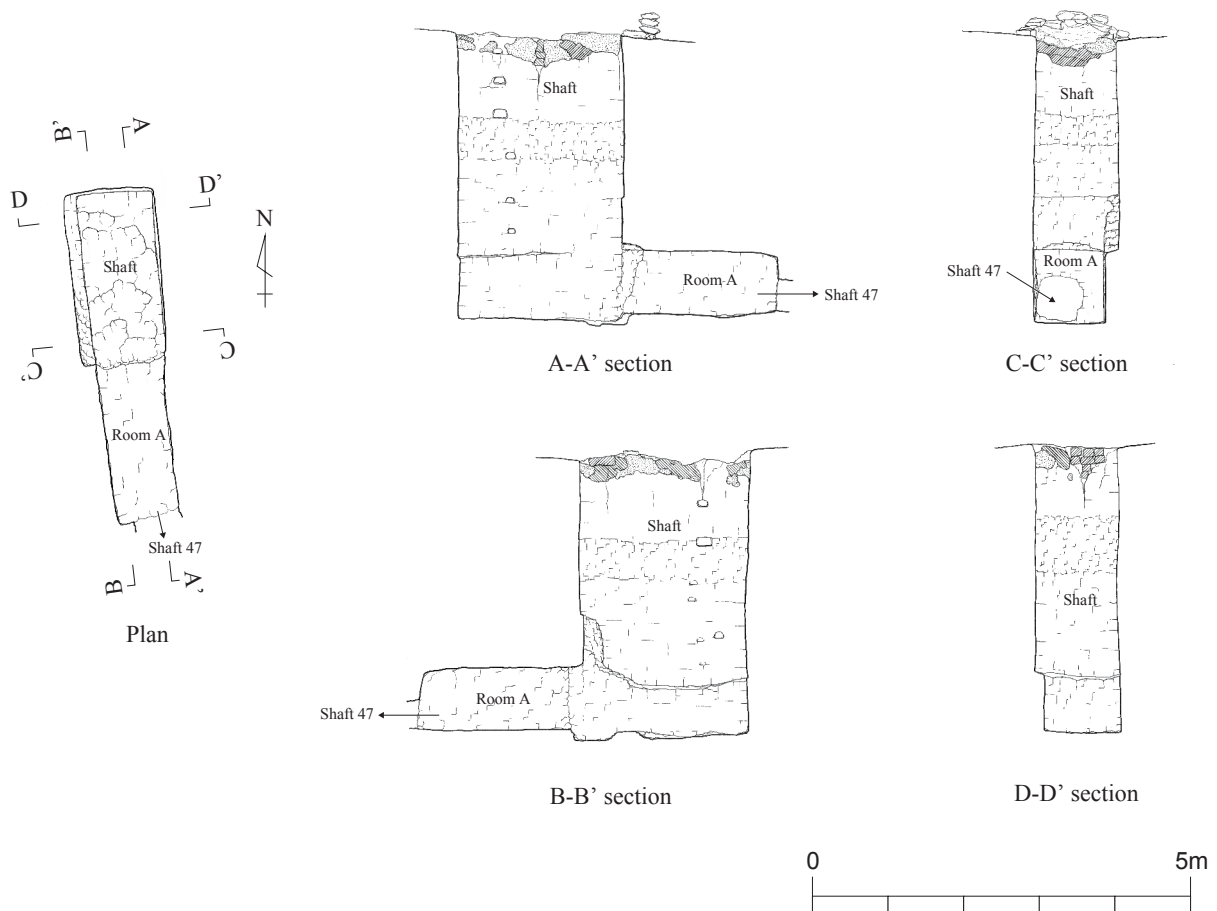 B’
A
D
D’
N
Shaft
C’
C
Room A
Shaft 47
B
A’
Plan
Shaft
Room A
Shaft 47
A-A’ section
Shaft
Room A
Shaft 47
C-C’ section
Shaft
Room A
Shaft 47
B-B’ section
Shaft
D-D’ section
0
5m